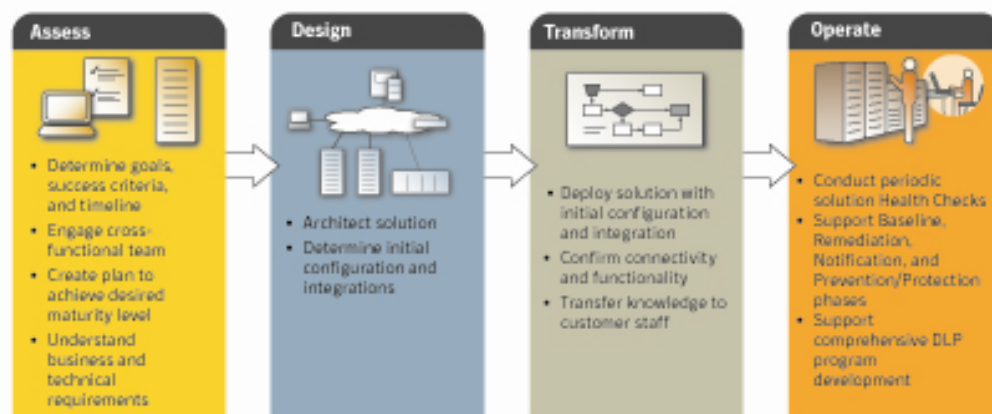 Assess
• Determine goals,
success criteria,
and timeline
• Engage cross-
functional team
• Create plan to
achieve desired
maturity level
• Understand
business and
technical
requirements
Design
• Architect solution
• Determine initial
configuration and
integrations
Transform
• Deploy solution with
initial configuration
and integration
• Confirm connectivity
and functionality
• Transfer knowledge to
customer staff
Operate
• Conduct periodic
solution Health Checks
• Support Baseline,
Remediation,
Notification, and
Prevention/Protection
phases
• Support
comprehensive DLP
program
development